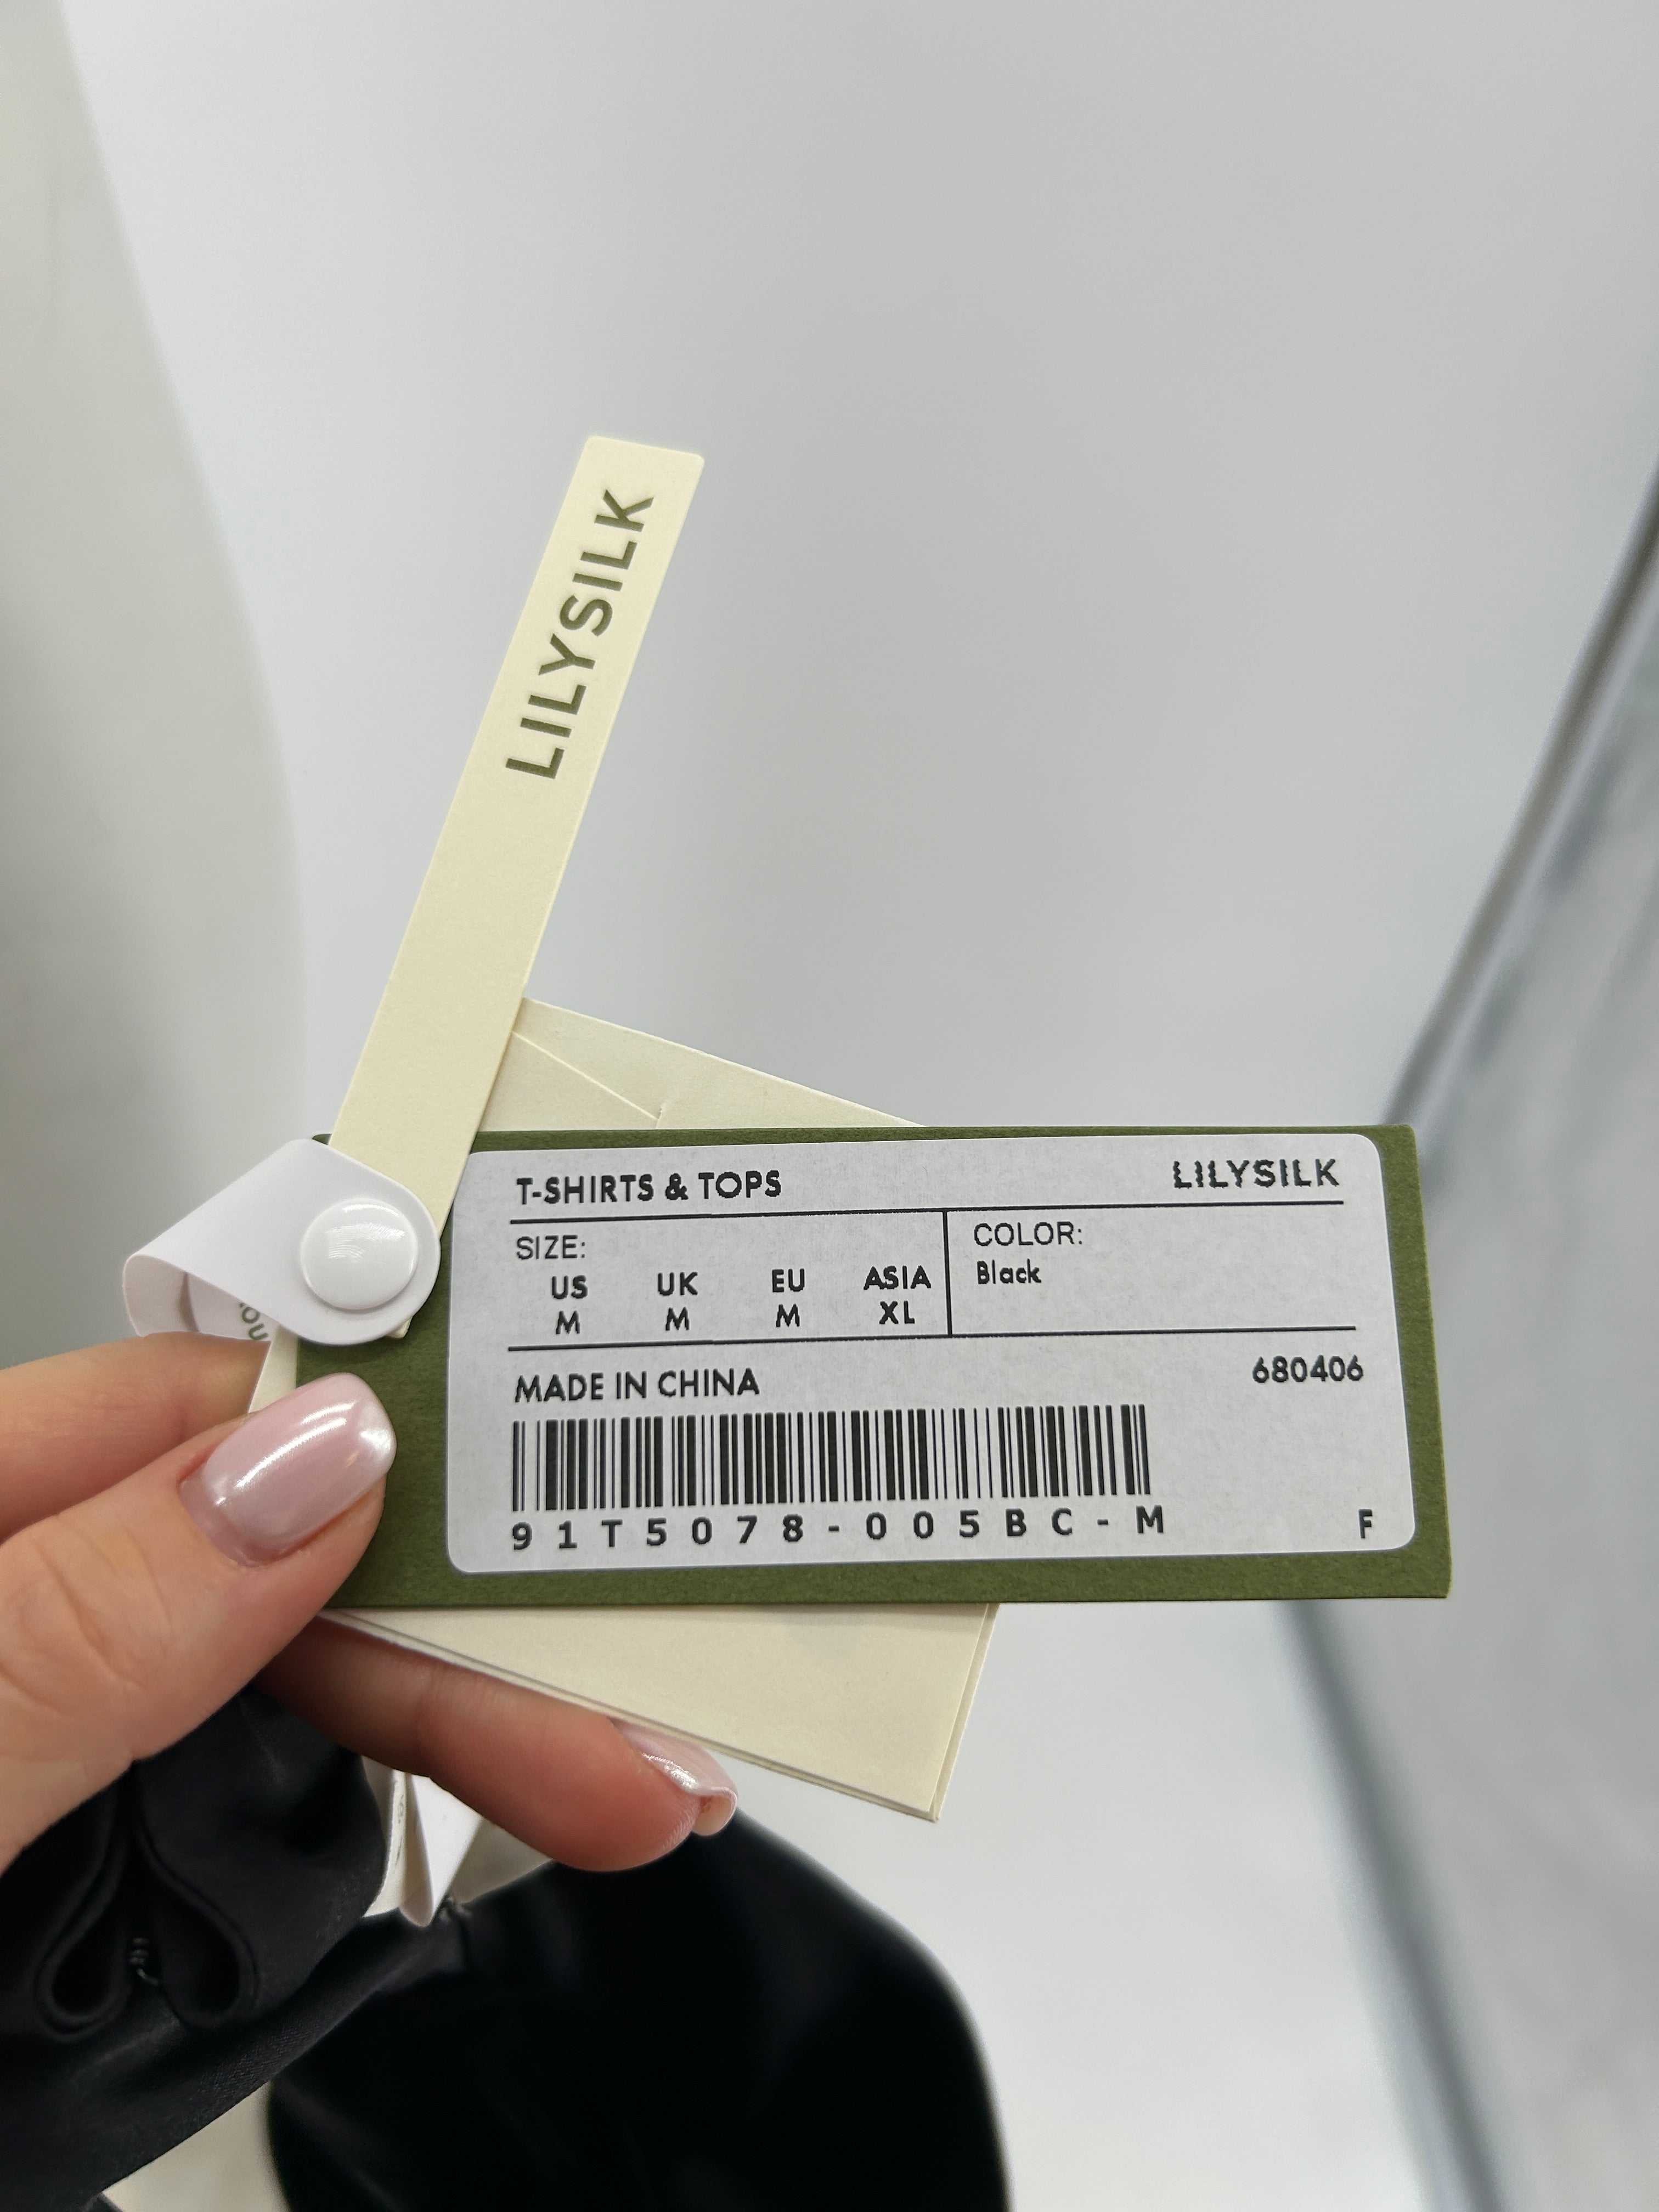 LILYSILK
T-SHIRTS & TOPS LILYSILK
SIZE: COLOR:
US UK EU ASIA Black
M M M XL
MADE IN CHINA 680406
91T5078-005BC-M F